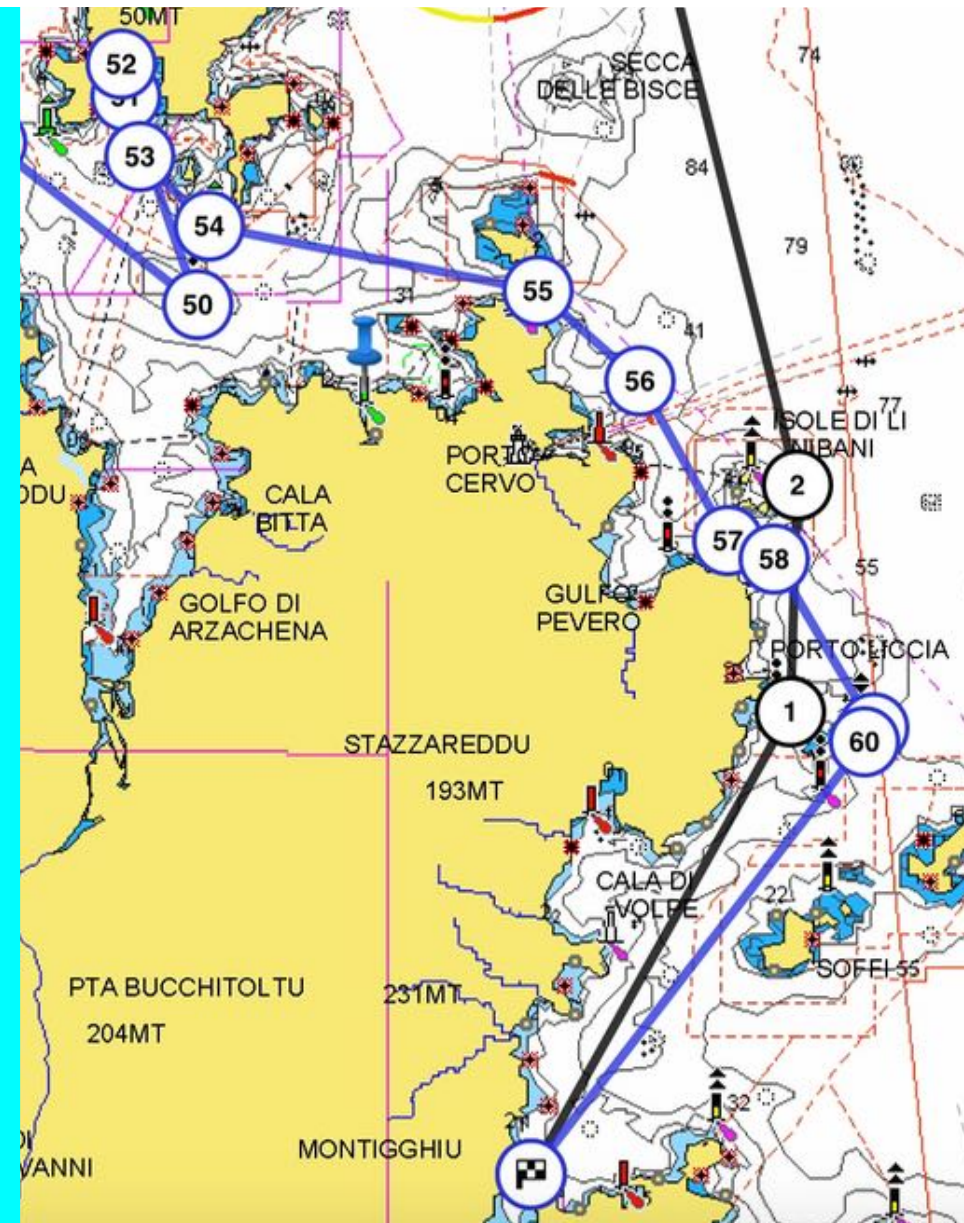 50MT
74
52
SECCA
DELLE BISCE
51
53
84
54
79
55
50
31
41
56
77
ISOLE DI LI
NIBANI
PORTO
CERVO
2
CALA
BITTA
57
58
55
GOLFO DI
ARZACHENA
GULFO
PEVERO
PORTO LICCIA
1
60
STAZZAREDDU
193MT
CALA DI
VOLPE
22
SOFFI 55
PTA BUCCHITOLTU
231MT
204MT
32
MONTIGGHIU
VANNI